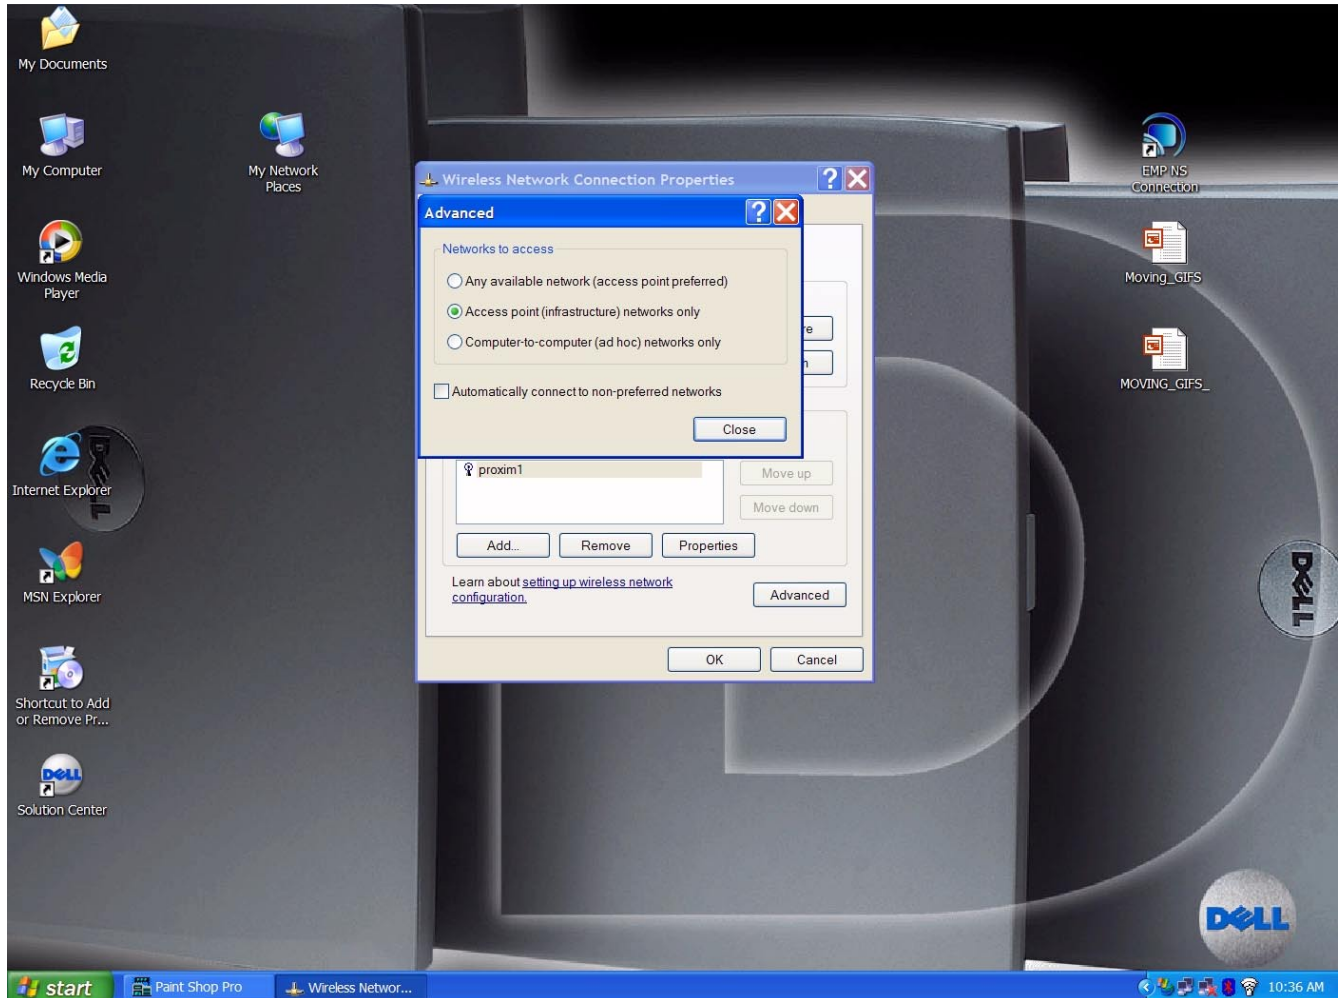 My Documents
My Computer
My Network
Places
Windows Media
Player
Recycle Bin
Internet Explorer
MSN Explorer
Shortcut to Add
or Remove Pr...
DELL
Solution Center
DELL
EMP NS
Connection
Moving_GIFS
MOVING_GIFS_
DELL
DELL
Wireless Network Connection Properties
Advanced
Networks to access
Any available network (access point preferred)
Access point (infrastructure) networks only
Computer-to-computer (ad hoc) networks only
Automatically connect to non-preferred networks
Close
proxim1
Move up
Move down
Add...
Remove
Properties
Learn about setting up wireless network
configuration.
Advanced
OK
Cancel
start
Paint Shop Pro
Wireless Networ...
10:36 AM